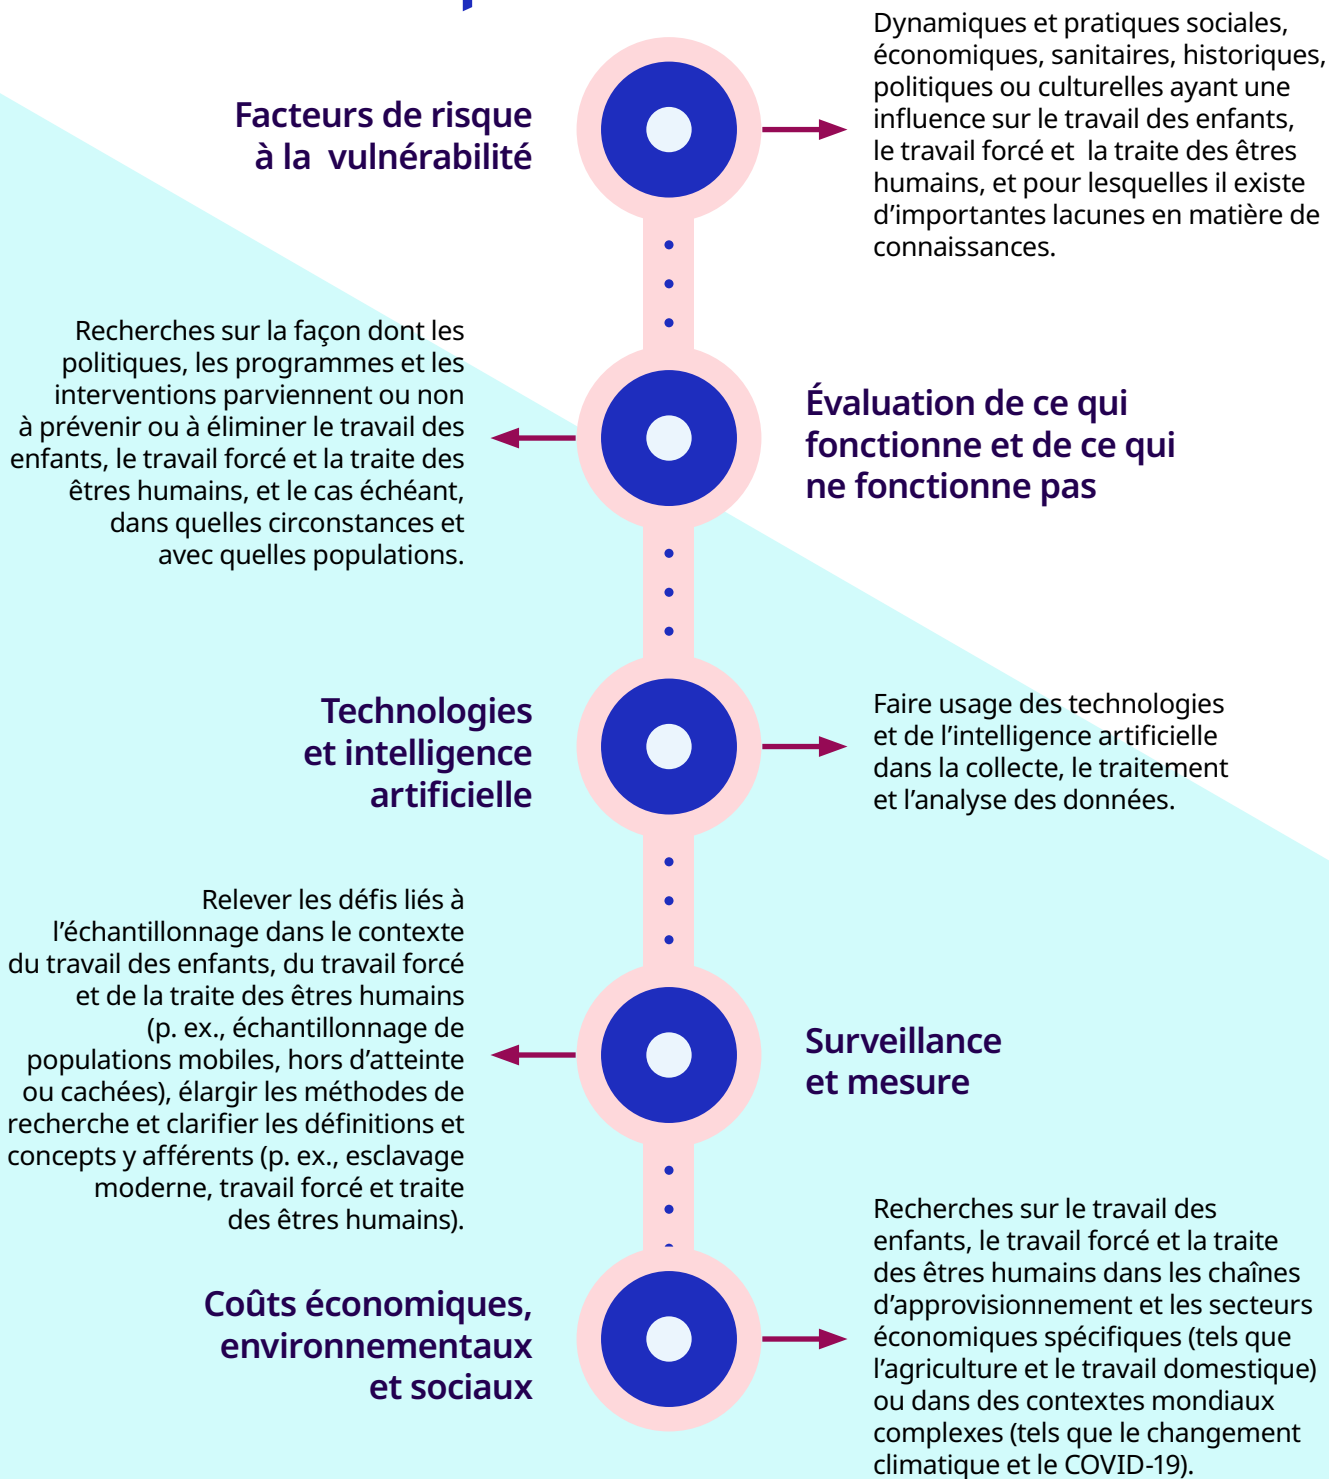 Facteurs de risque
à la vulnérabilité
Dynamiques et pratiques sociales,
économiques, sanitaires, historiques,
politiques ou culturelles ayant une
influence sur le travail des enfants,
le travail forcé et la traite des êtres
humains, et pour lesquelles il existe
d’importantes lacunes en matière de
connaissances.
Évaluation de ce qui
fonctionne et de ce qui
ne fonctionne pas
Recherches sur la façon dont les
politiques, les programmes et les
interventions parviennent ou non
à prévenir ou à éliminer le travail des
enfants, le travail forcé et la traite des
êtres humains, et le cas échéant,
dans quelles circonstances et
avec quelles populations.
Technologies
et intelligence
artificielle
Faire usage des technologies
et de l’intelligence artificielle
dans la collecte, le traitement
et l’analyse des données.
Surveillance
et mesure
Relever les défis liés à
l’échantillonnage dans le contexte
du travail des enfants, du travail forcé
et de la traite des êtres humains
(p. ex., échantillonnage de
populations mobiles, hors d’atteinte
ou cachées), élargir les méthodes de
recherche et clarifier les définitions et
concepts y afférents (p. ex., esclavage
moderne, travail forcé et traite
des êtres humains).
Coûts économiques,
environnementaux
et sociaux
Recherches sur le travail des
enfants, le travail forcé et la traite
des êtres humains dans les chaînes
d’approvisionnement et les secteurs
économiques spécifiques (tels que
l’agriculture et le travail domestique)
ou dans des contextes mondiaux
complexes (tels que le changement
climatique et le COVID-19).